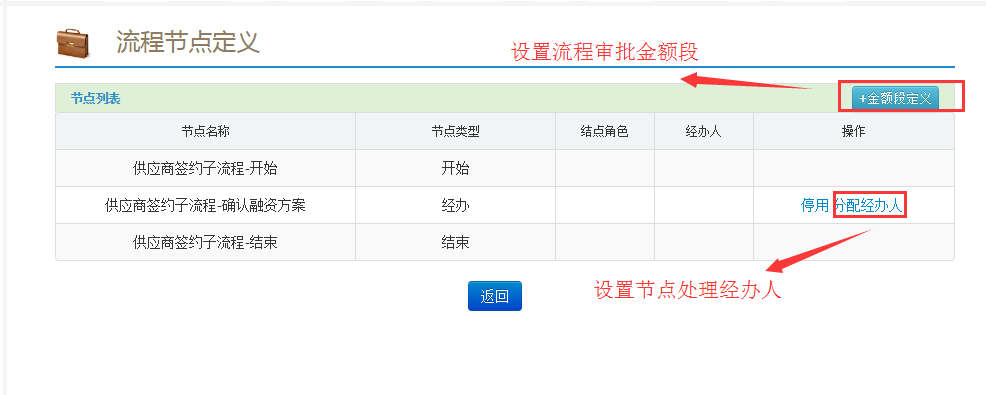 流程节点定义
设置流程审批金额段
节点列表
+金额段定义
节点名称 节点类型 结点角色 经办人 操作
供应商签约子流程-开始 开始
供应商签约子流程-确认融资方案 经办 停用 分配经办人
供应商签约子流程-结束 结束
设置节点处理经办人
返回